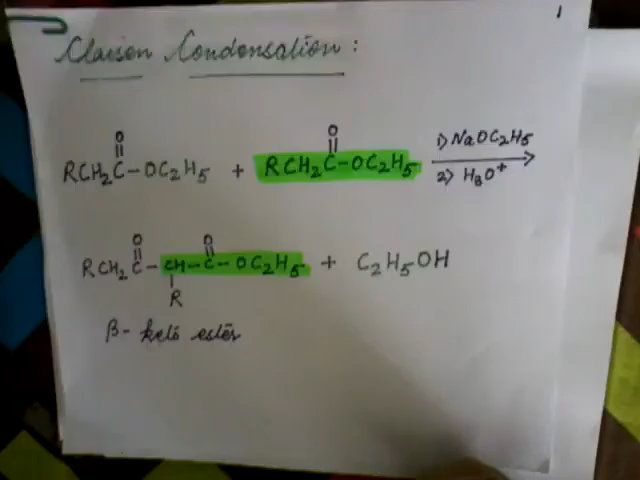 1
Claisen Condensation :
O O
RCH₂C-OC₂H₅ + RCH₂C-OC₂H₅ 1) NaOC₂H₅
2) H₃O⁺
O O
RCH₂C-CH-C-OC₂H₅ + C₂H₅OH
R
β- keto ester